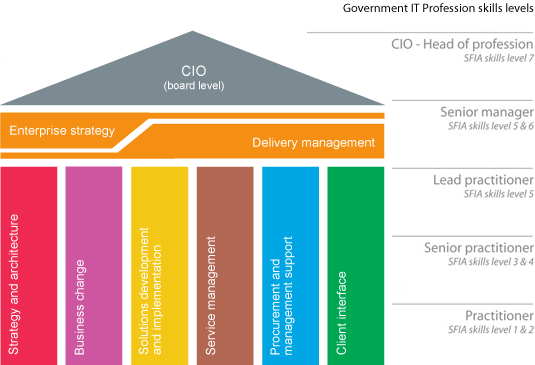 Government IT Profession skills levels
CIO
(board level)
CIO - Head of profession
SFIA skills level 7
Enterprise strategy
Delivery management
Senior manager
SFIA skills level 5 & 6
Strategy and architecture
Business change
Solutions development
and implementation
Service management
Procurement and
management support
Client interface
Lead practitioner
SFIA skills level 5
Senior practitioner
SFIA skills level 3 & 4
Practitioner
SFIA skills level 1 & 2